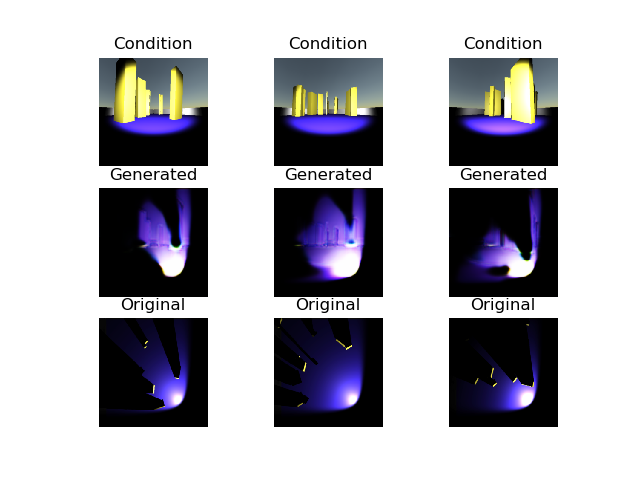 Condition Condition Condition
Generated Generated Generated
Original Original Original